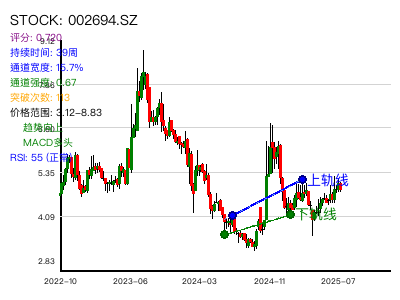 STOCK: 002694.SZ
评分: 0.720
9.12
持续时间: 39周
通道宽度: 15.7%
通道强度: 0.67
突破次数:
价格范围: 3.12-8.83
趋势向上
MACD多头
RSI: 55 (正常)
5.35
4.09
2.83
上轨线
下轨线
2022-10
2023-06
2024-03
2024-11
2025-07